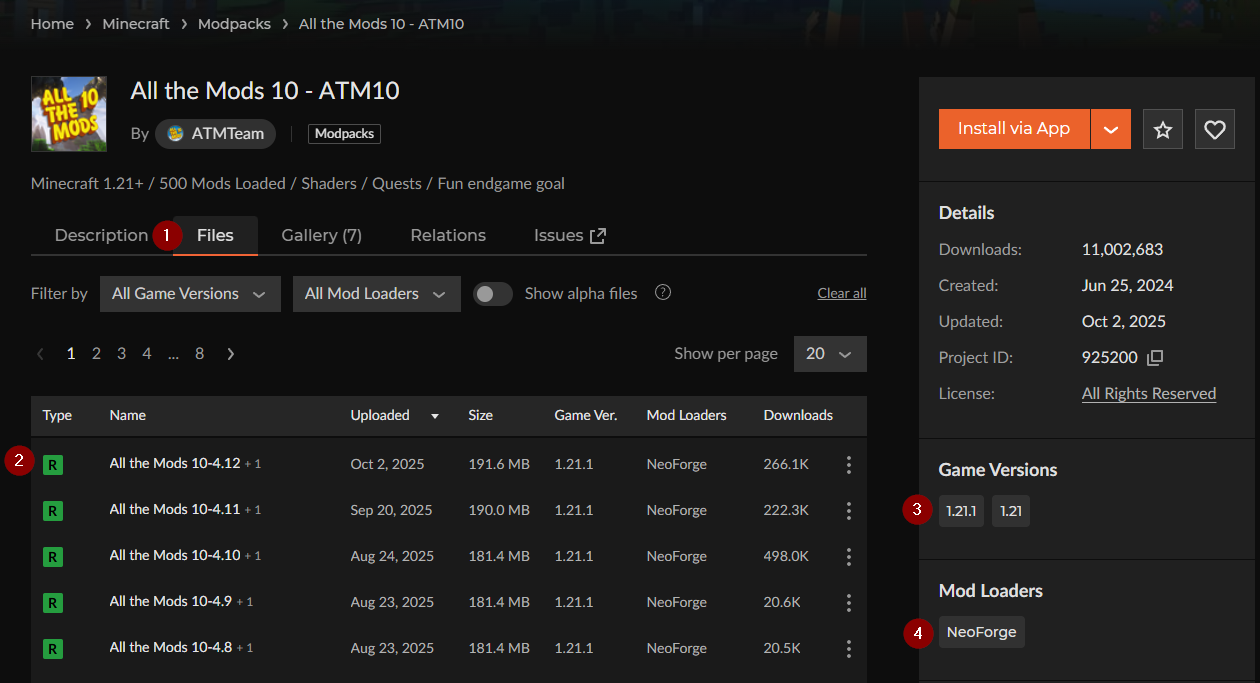 Home > Minecraft > Modpacks > All the Mods 10 - ATM10
ALL THE 10 MODS
All the Mods 10 - ATM10
By ATMTeam Modpacks
Minecraft 1.21+ / 500 Mods Loaded / Shaders / Quests / Fun endgame goal
Description 1 Files Gallery (7) Relations Issues
Filter by All Game Versions All Mod Loaders Show alpha files ? Clear all
1 2 3 4 ... 8 Show per page 20
Type Name Uploaded Size Game Ver. Mod Loaders Downloads
2 R All the Mods 10-4.12 + 1 Oct 2, 2025 191.6 MB 1.21.1 NeoForge 266.1K
R All the Mods 10-4.11 + 1 Sep 20, 2025 190.0 MB 1.21.1 NeoForge 222.3K
R All the Mods 10-4.10 + 1 Aug 24, 2025 181.4 MB 1.21.1 NeoForge 498.0K
R All the Mods 10-4.9 + 1 Aug 23, 2025 181.4 MB 1.21.1 NeoForge 20.6K
R All the Mods 10-4.8 + 1 Aug 23, 2025 181.4 MB 1.21.1 NeoForge 20.5K
Install via App
Details
Downloads: 11,002,683
Created: Jun 25, 2024
Updated: Oct 2, 2025
Project ID: 925200
License: All Rights Reserved
Game Versions
3 1.21.1 1.21
Mod Loaders
4 NeoForge